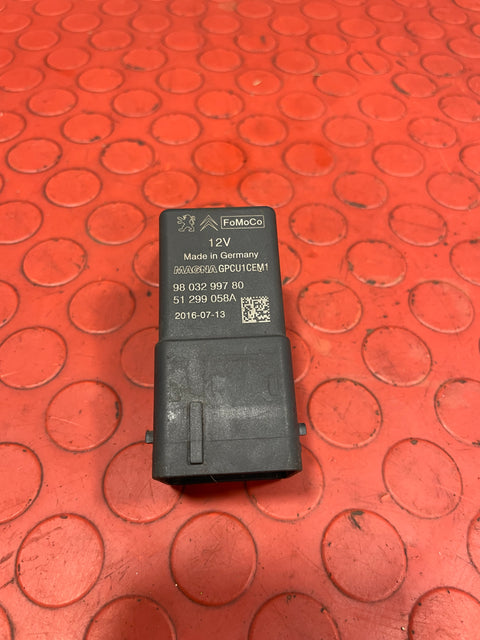 FoMoCo
12V
Made in Germany
MAGNA GPCU1CEM1
98 032 997 80
51 299 058A
2016-07-13